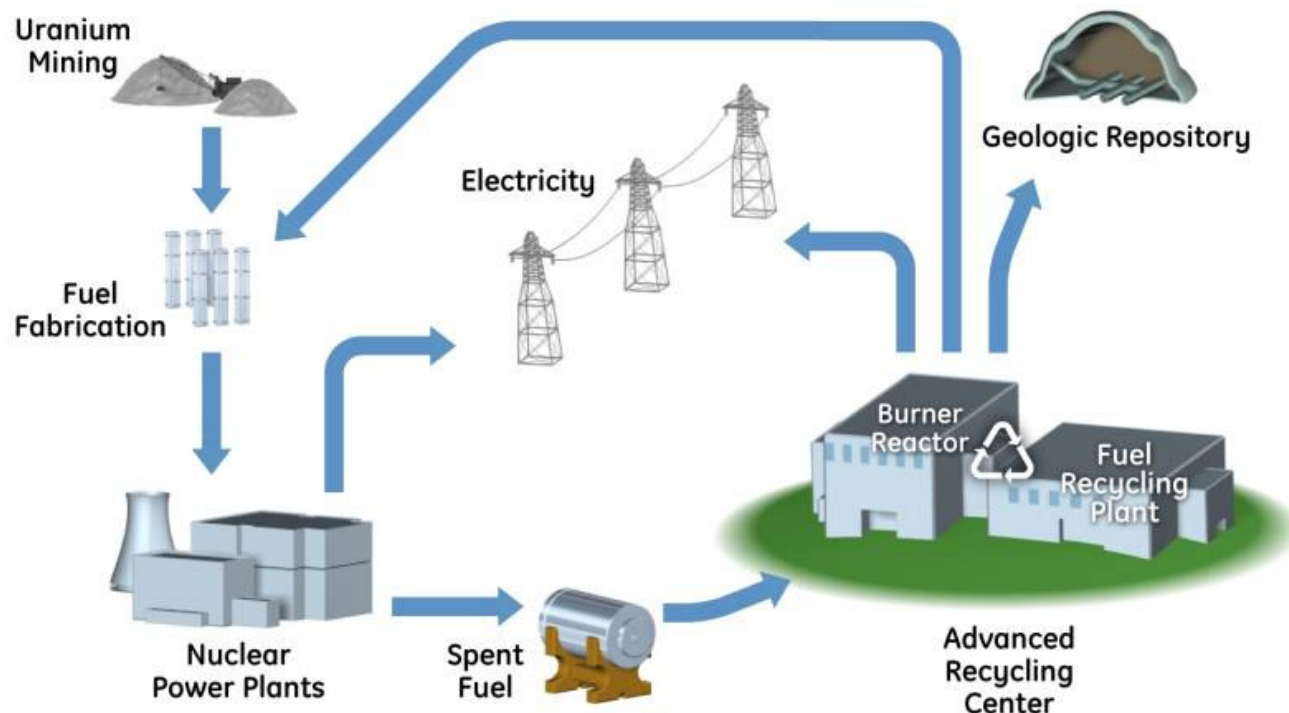 Uranium
Mining
Geologic Repository
Electricity
Fuel
Fabrication
Burner
Reactor
Fuel
Recycling
Plant
Nuclear
Power Plants
Spent
Fuel
Advanced
Recycling
Center